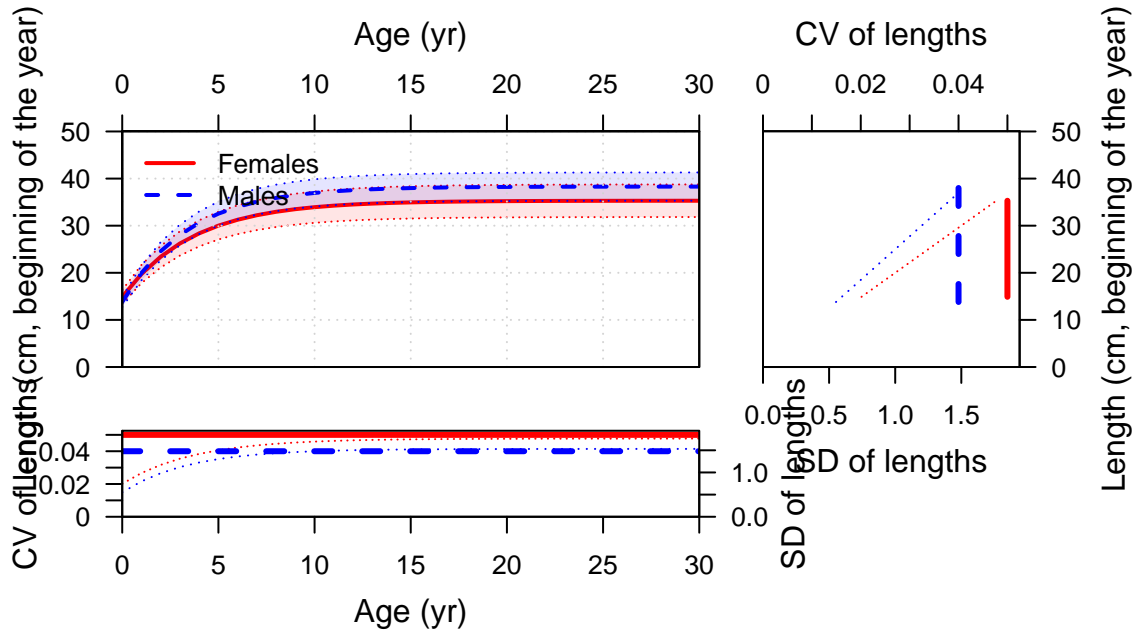 Age (yr)
CV of lengths
0 5 10 15 20 25 30
0 0.02 0.04
Length (cm, beginning of the year)
50
40
30
20
10
0
Females
Males
50
40
30
20
10
0
Length (cm, beginning of the year)
0.0 0.5 1.0 1.5
SD of lengths
CV of lengths
0.04
0.02
0
1.0
0.0
SD of lengths
0 5 10 15 20 25 30
Age (yr)